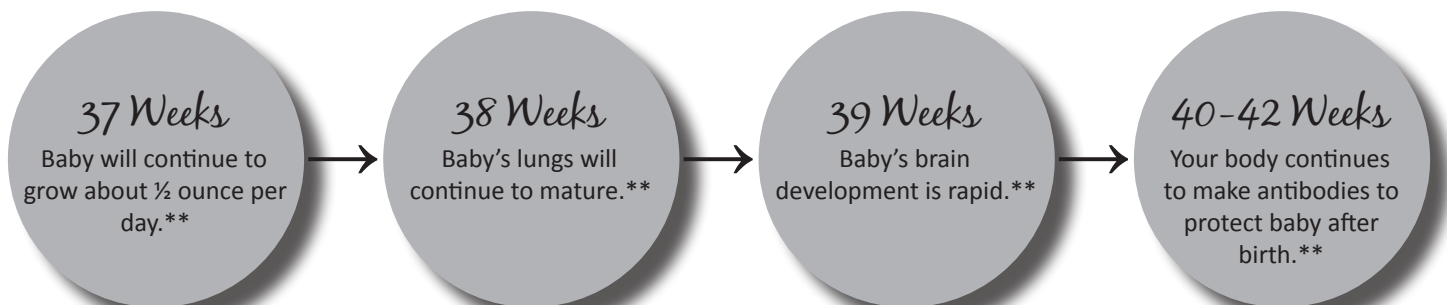 37 Weeks
Baby will continue to
grow about ½ ounce per
day.**
38 Weeks
Baby's lungs will
continue to mature.**
39 Weeks
Baby's brain
development is rapid.**
40-42 Weeks
Your body continues
to make antibodies to
protect baby after
birth.**